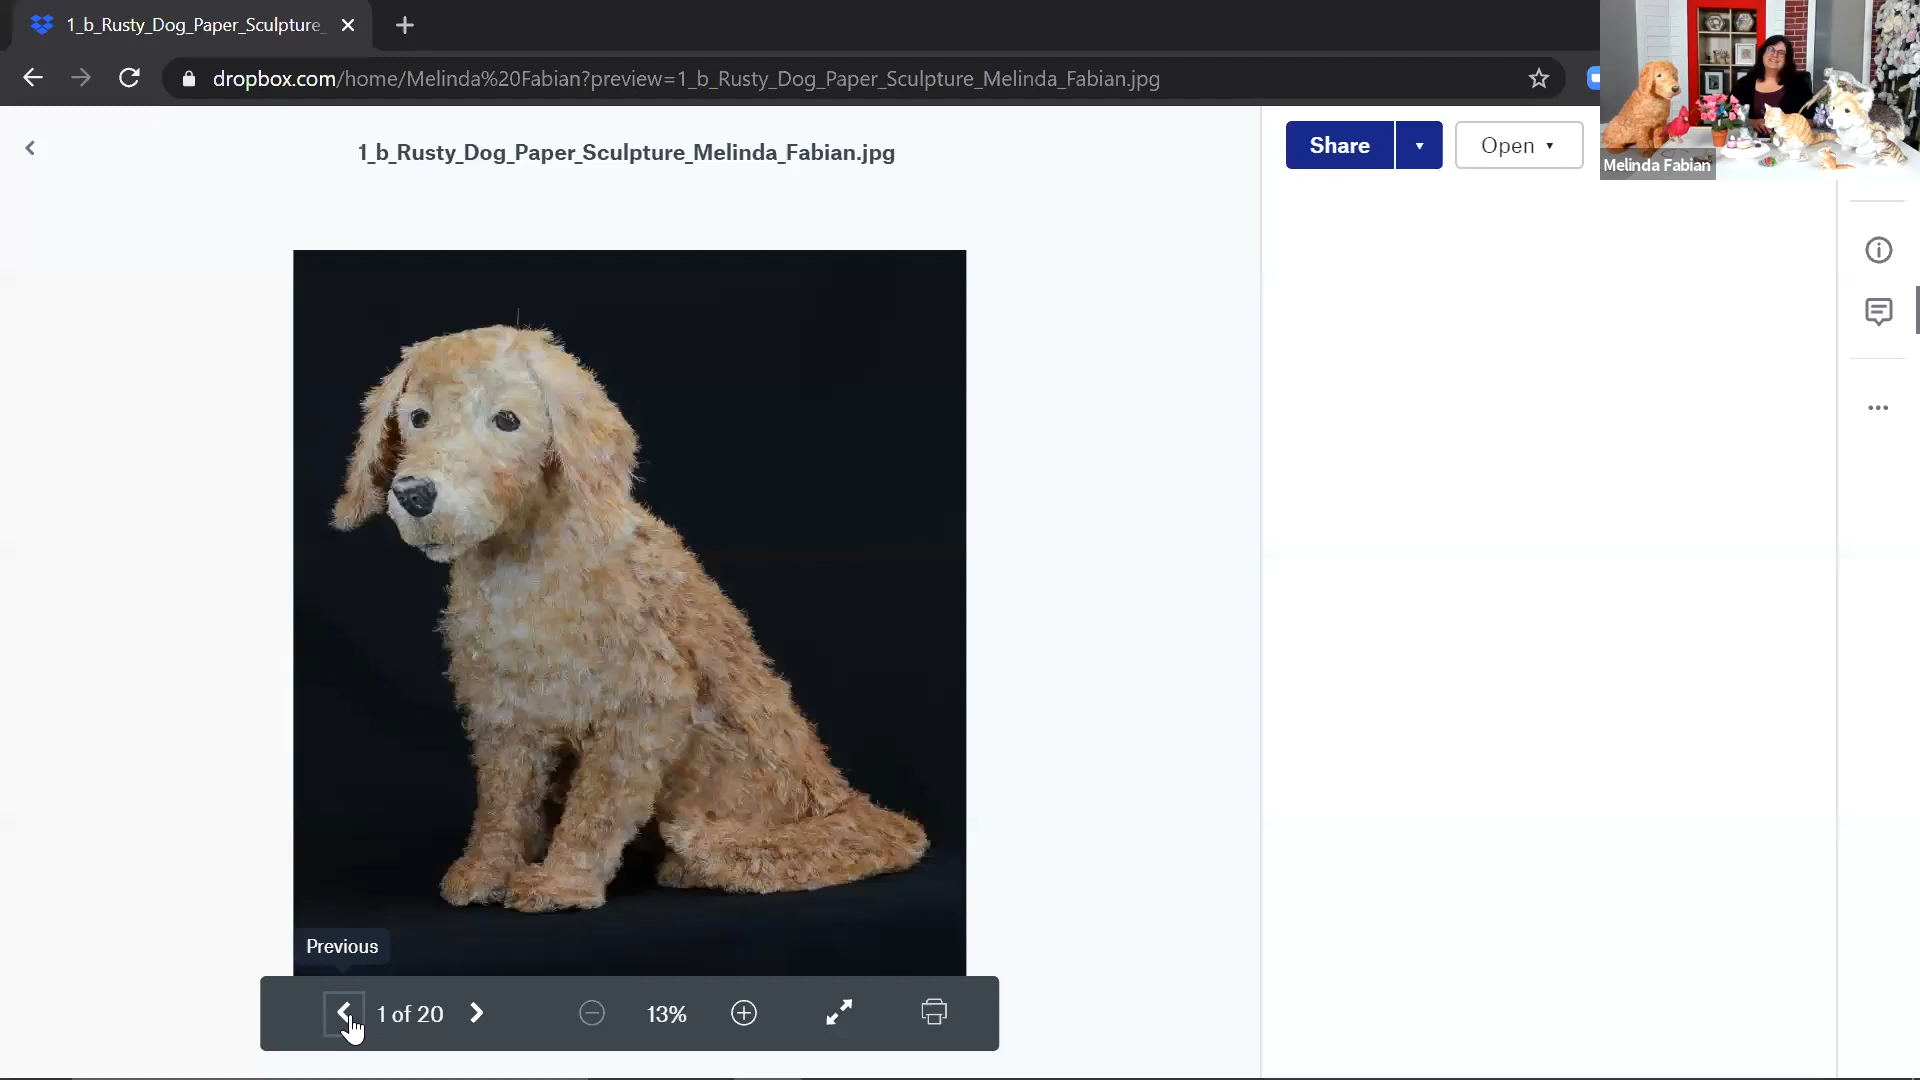 1_b_Rusty_Dog_Paper_Sculpture_
dropbox.com/home/Melinda%20Fabian?preview=1_b_Rusty_Dog_Paper_Sculpture_Melinda_Fabian.jpg
1_b_Rusty_Dog_Paper_Sculpture_Melinda_Fabian.jpg
Share
Open
Melinda Fabian
Previous
1 of 20
13%